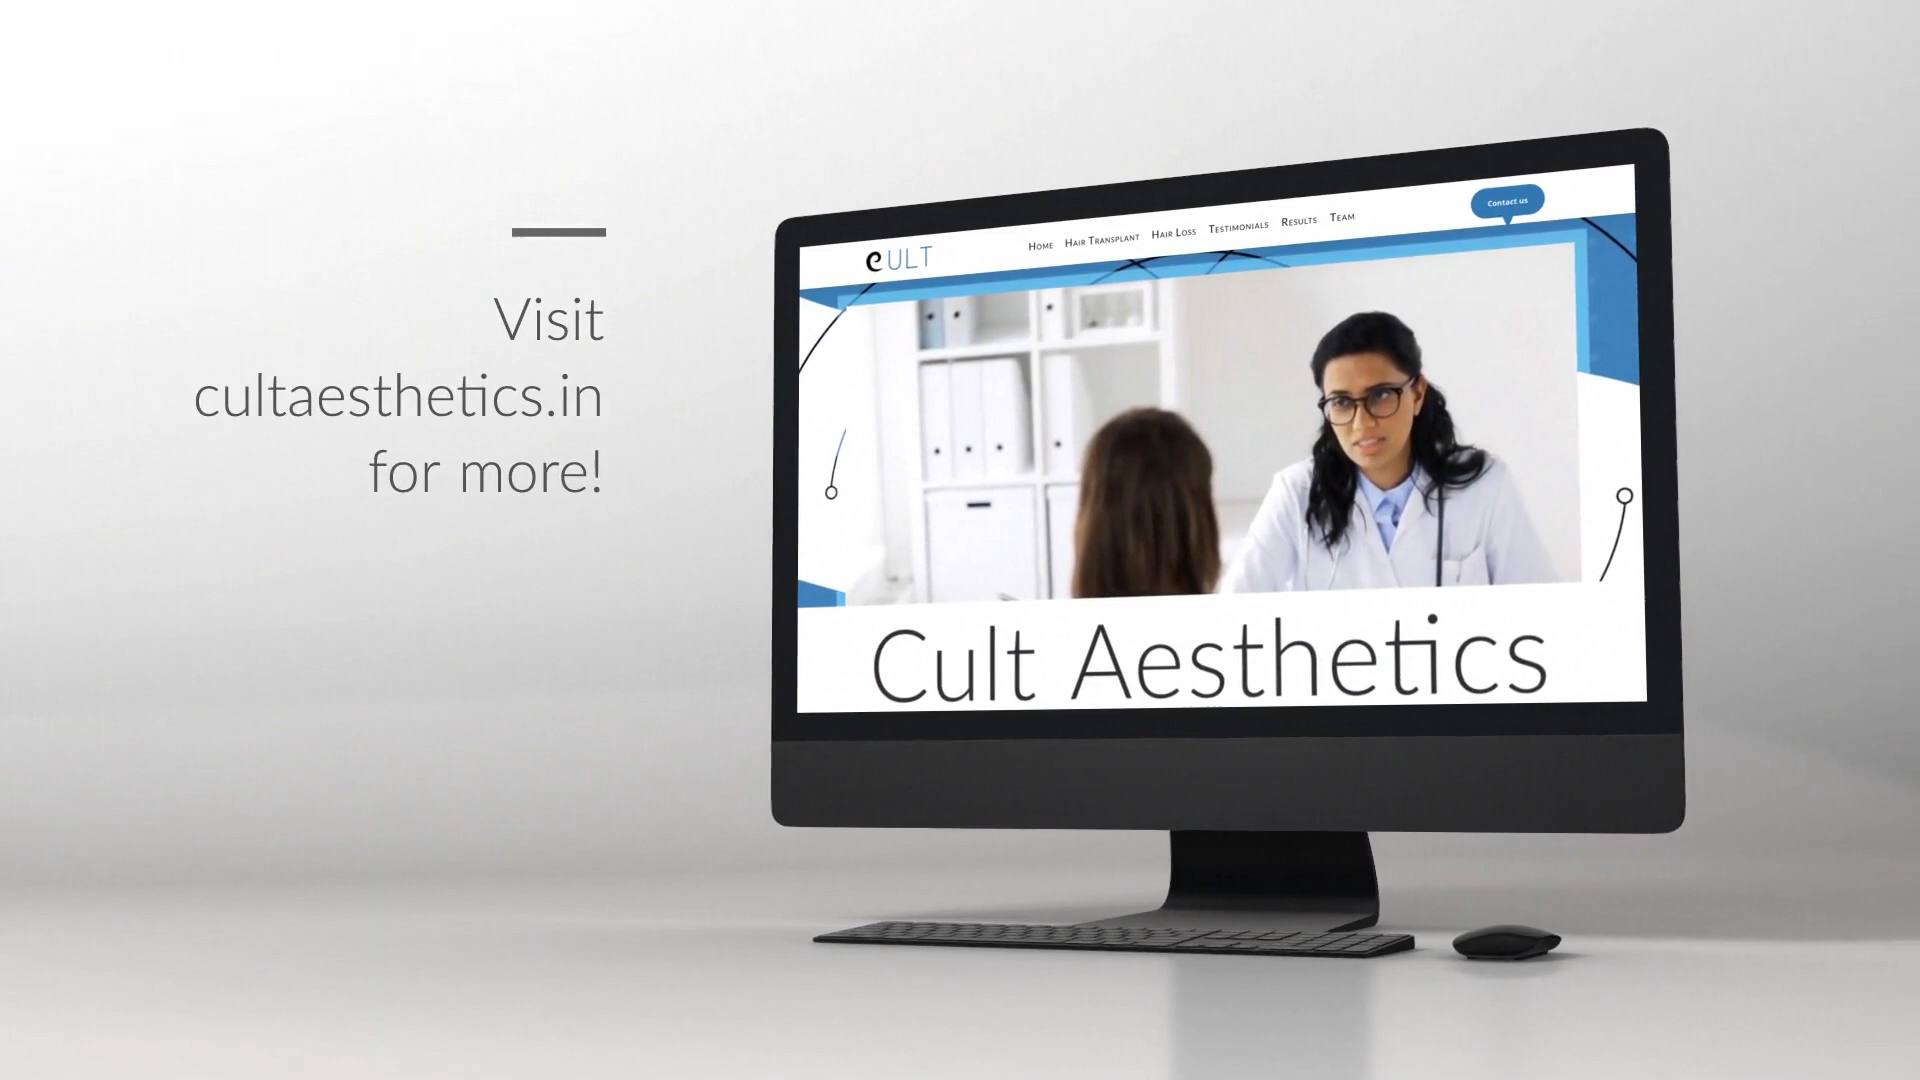 Visit
cultaesthetics.in
for more!
CULT
Home Hair Transplant Hair Loss Testimonials Results Team
Contact us
Cult Aesthetics